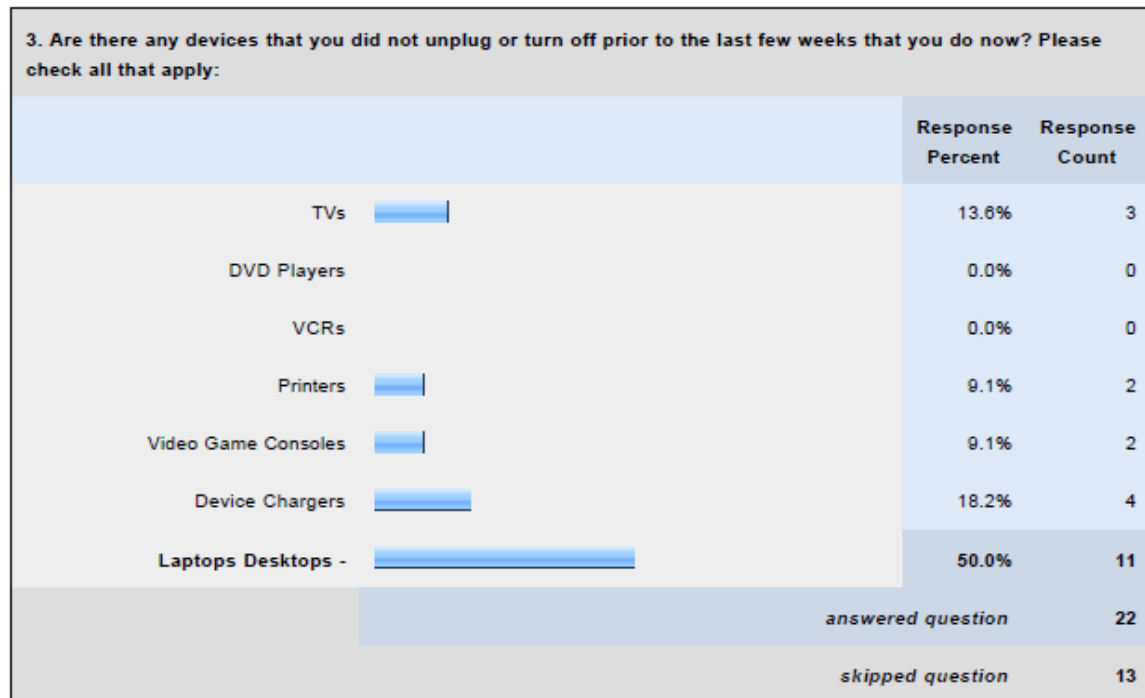 3. Are there any devices that you did not unplug or turn off prior to the last few weeks that you do now? Please
check all that apply:
Response Percent Response Count
TVs 13.6% 3
DVD Players 0.0% 0
VCRs 0.0% 0
Printers 9.1% 2
Video Game Consoles 9.1% 2
Device Chargers 18.2% 4
Laptops Desktops - 50.0% 11
answered question 22
skipped question 13